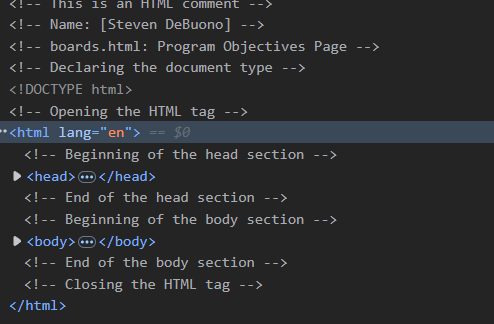 <!-- This is an HTML comment -->
<!-- Name: [Steven DeBuono] -->
<!-- boards.html: Program Objectives Page -->
<!-- Declaring the document type -->
<!DOCTYPE html>
<!-- Opening the HTML tag -->
<html lang="en"> == $0
<!-- Beginning of the head section -->
<head>…</head>
<!-- End of the head section -->
<!-- Beginning of the body section -->
<body>…</body>
<!-- End of the body section -->
<!-- Closing the HTML tag -->
</html>